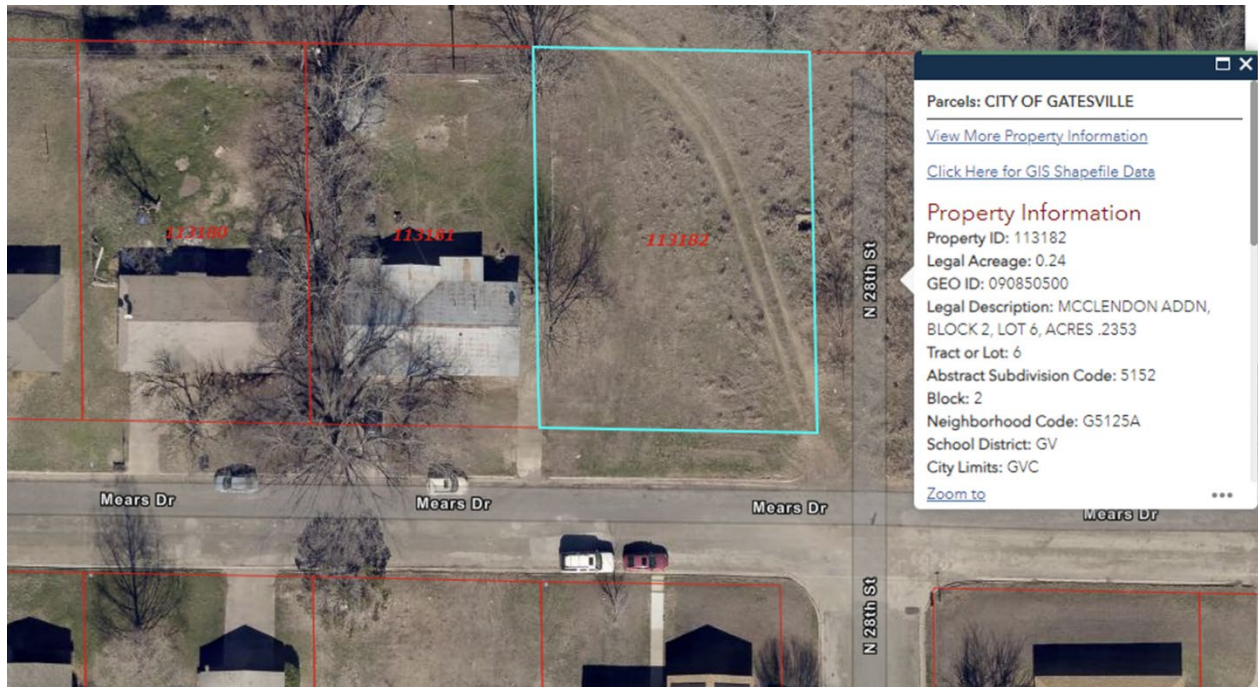 Parcels: CITY OF GATESVILLE
View More Property Information
Click Here for GIS Shapefile Data
Property Information
Property ID: 113182
Legal Acreage: 0.24
GEO ID: 090850500
Legal Description: MCCLENDON ADDN,
BLOCK 2, LOT 6, ACRES .2353
Tract or Lot: 6
Abstract Subdivision Code: 5152
Block: 2
Neighborhood Code: G5125A
School District: GV
City Limits: GVC
Zoom to
113180
113181
113182
N 28th St
Mears Dr
Mears Dr
Mears Dr
Mears Dr
N 28th St